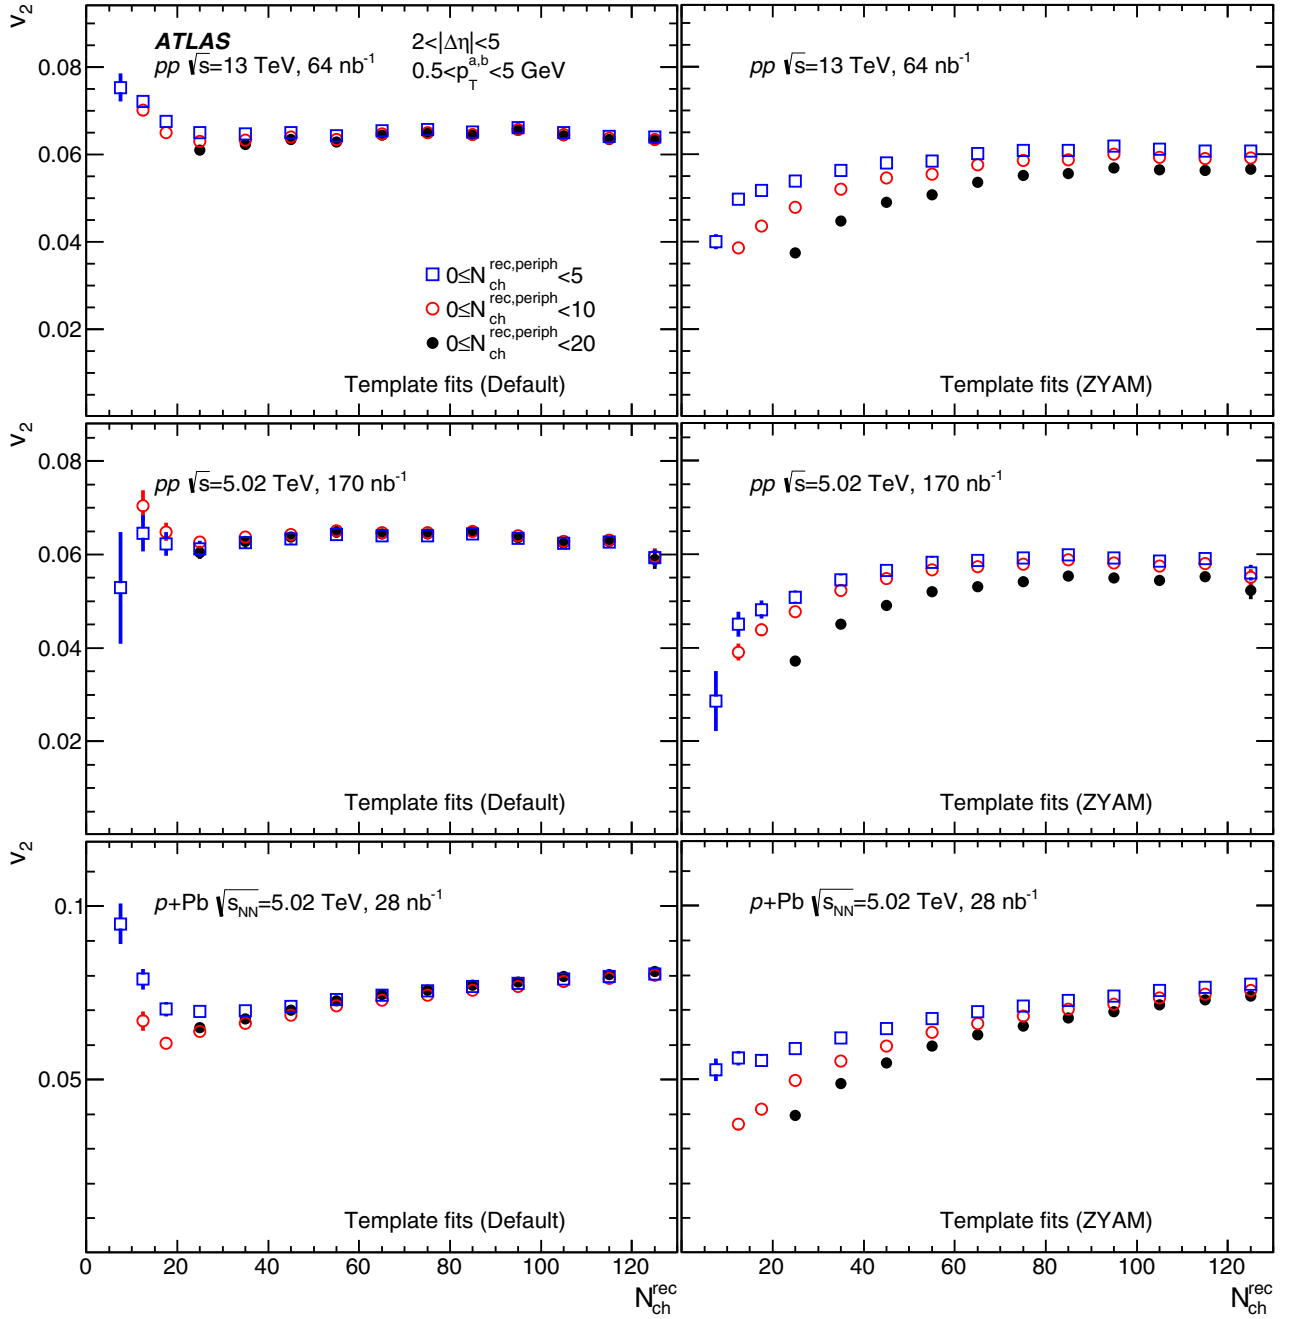 v2
ATLAS
pp √s=13 TeV, 64 nb-1
2<|Δη|<5
0.5<pTa,b<5 GeV
0.08
0.06
0.04
0.02
0≤Nchrec,periph<5
0≤Nchrec,periph<10
0≤Nchrec,periph<20
Template fits (Default)
pp √s=13 TeV, 64 nb-1
Template fits (ZYAM)
v2
pp √s=5.02 TeV, 170 nb-1
0.08
0.06
0.04
0.02
Template fits (Default)
pp √s=5.02 TeV, 170 nb-1
Template fits (ZYAM)
v2
p+Pb √sNN=5.02 TeV, 28 nb-1
0.1
0.05
Template fits (Default)
0 20 40 60 80 100 120
Nchrec
p+Pb √sNN=5.02 TeV, 28 nb-1
Template fits (ZYAM)
20 40 60 80 100 120
Nchrec